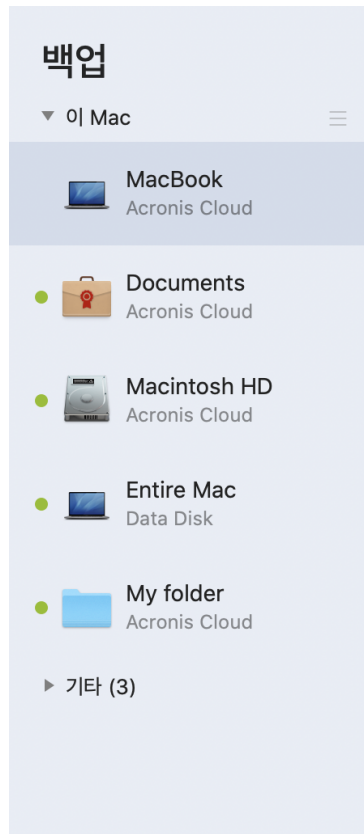 백업
이 Mac
MacBook
Acronis Cloud
Documents
Acronis Cloud
Macintosh HD
Acronis Cloud
Entire Mac
Data Disk
My folder
Acronis Cloud
기타 (3)